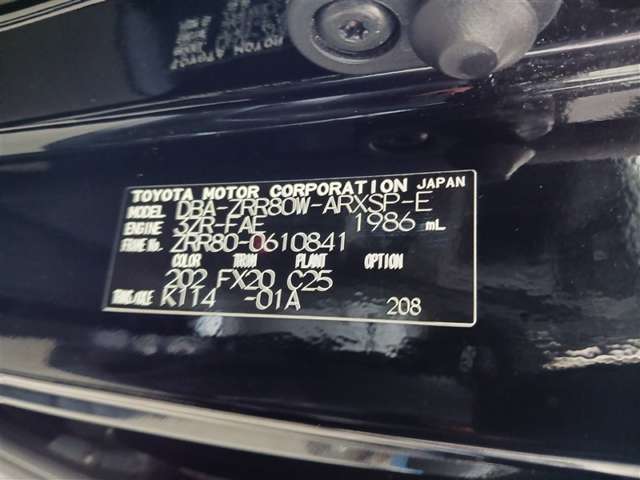 TOYOTA MOTOR CORPORATION JAPAN
MODEL DBA-ZRR80W-ARXSP-E
ENGINE 3ZR-FAE 1986 mL
FRAME No. ZRR80-0610841
COLOR TRIM PLANT OPTION
202 FX20 C25
TRANS/AXLE K114 -01A 208